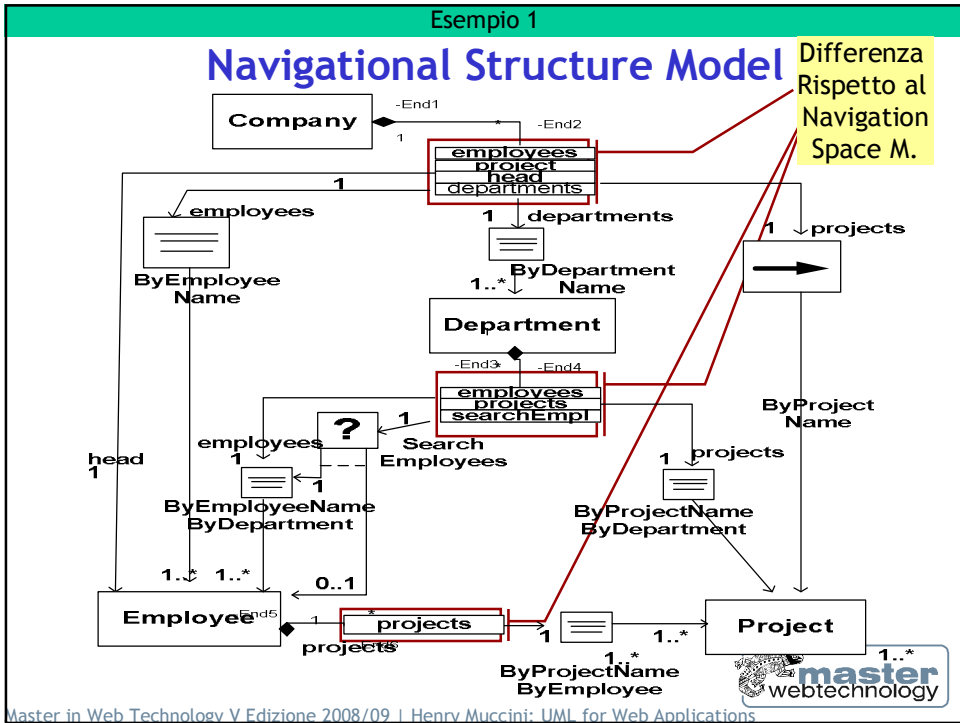 Esempio 1
Navigational Structure Model
Differenza
Rispetto al
Navigation
Space M.
Company
-End1
1
*
-End2
employees
project
head
departments
1
employees
1
departments
1
projects
ByEmployee
Name
ByDepartment
Name
1..*
Department
-End3
*
-End4
employees
projects
searchEmpl
?
1
Search
Employees
employees
1
1
projects
1
ByProject
Name
head
1
ByEmployeeName
ByDepartment
ByProjectName
ByDepartment
1..*
1..*
0..1
Employee
-End5
1
*
projects
projects
1
1..*
1..*
ByProjectName
ByEmployee
Project
1..*
master
webtechnology
Master in Web Technology V Edizione 2008/09 | Henry Muccini: UML for Web Applications